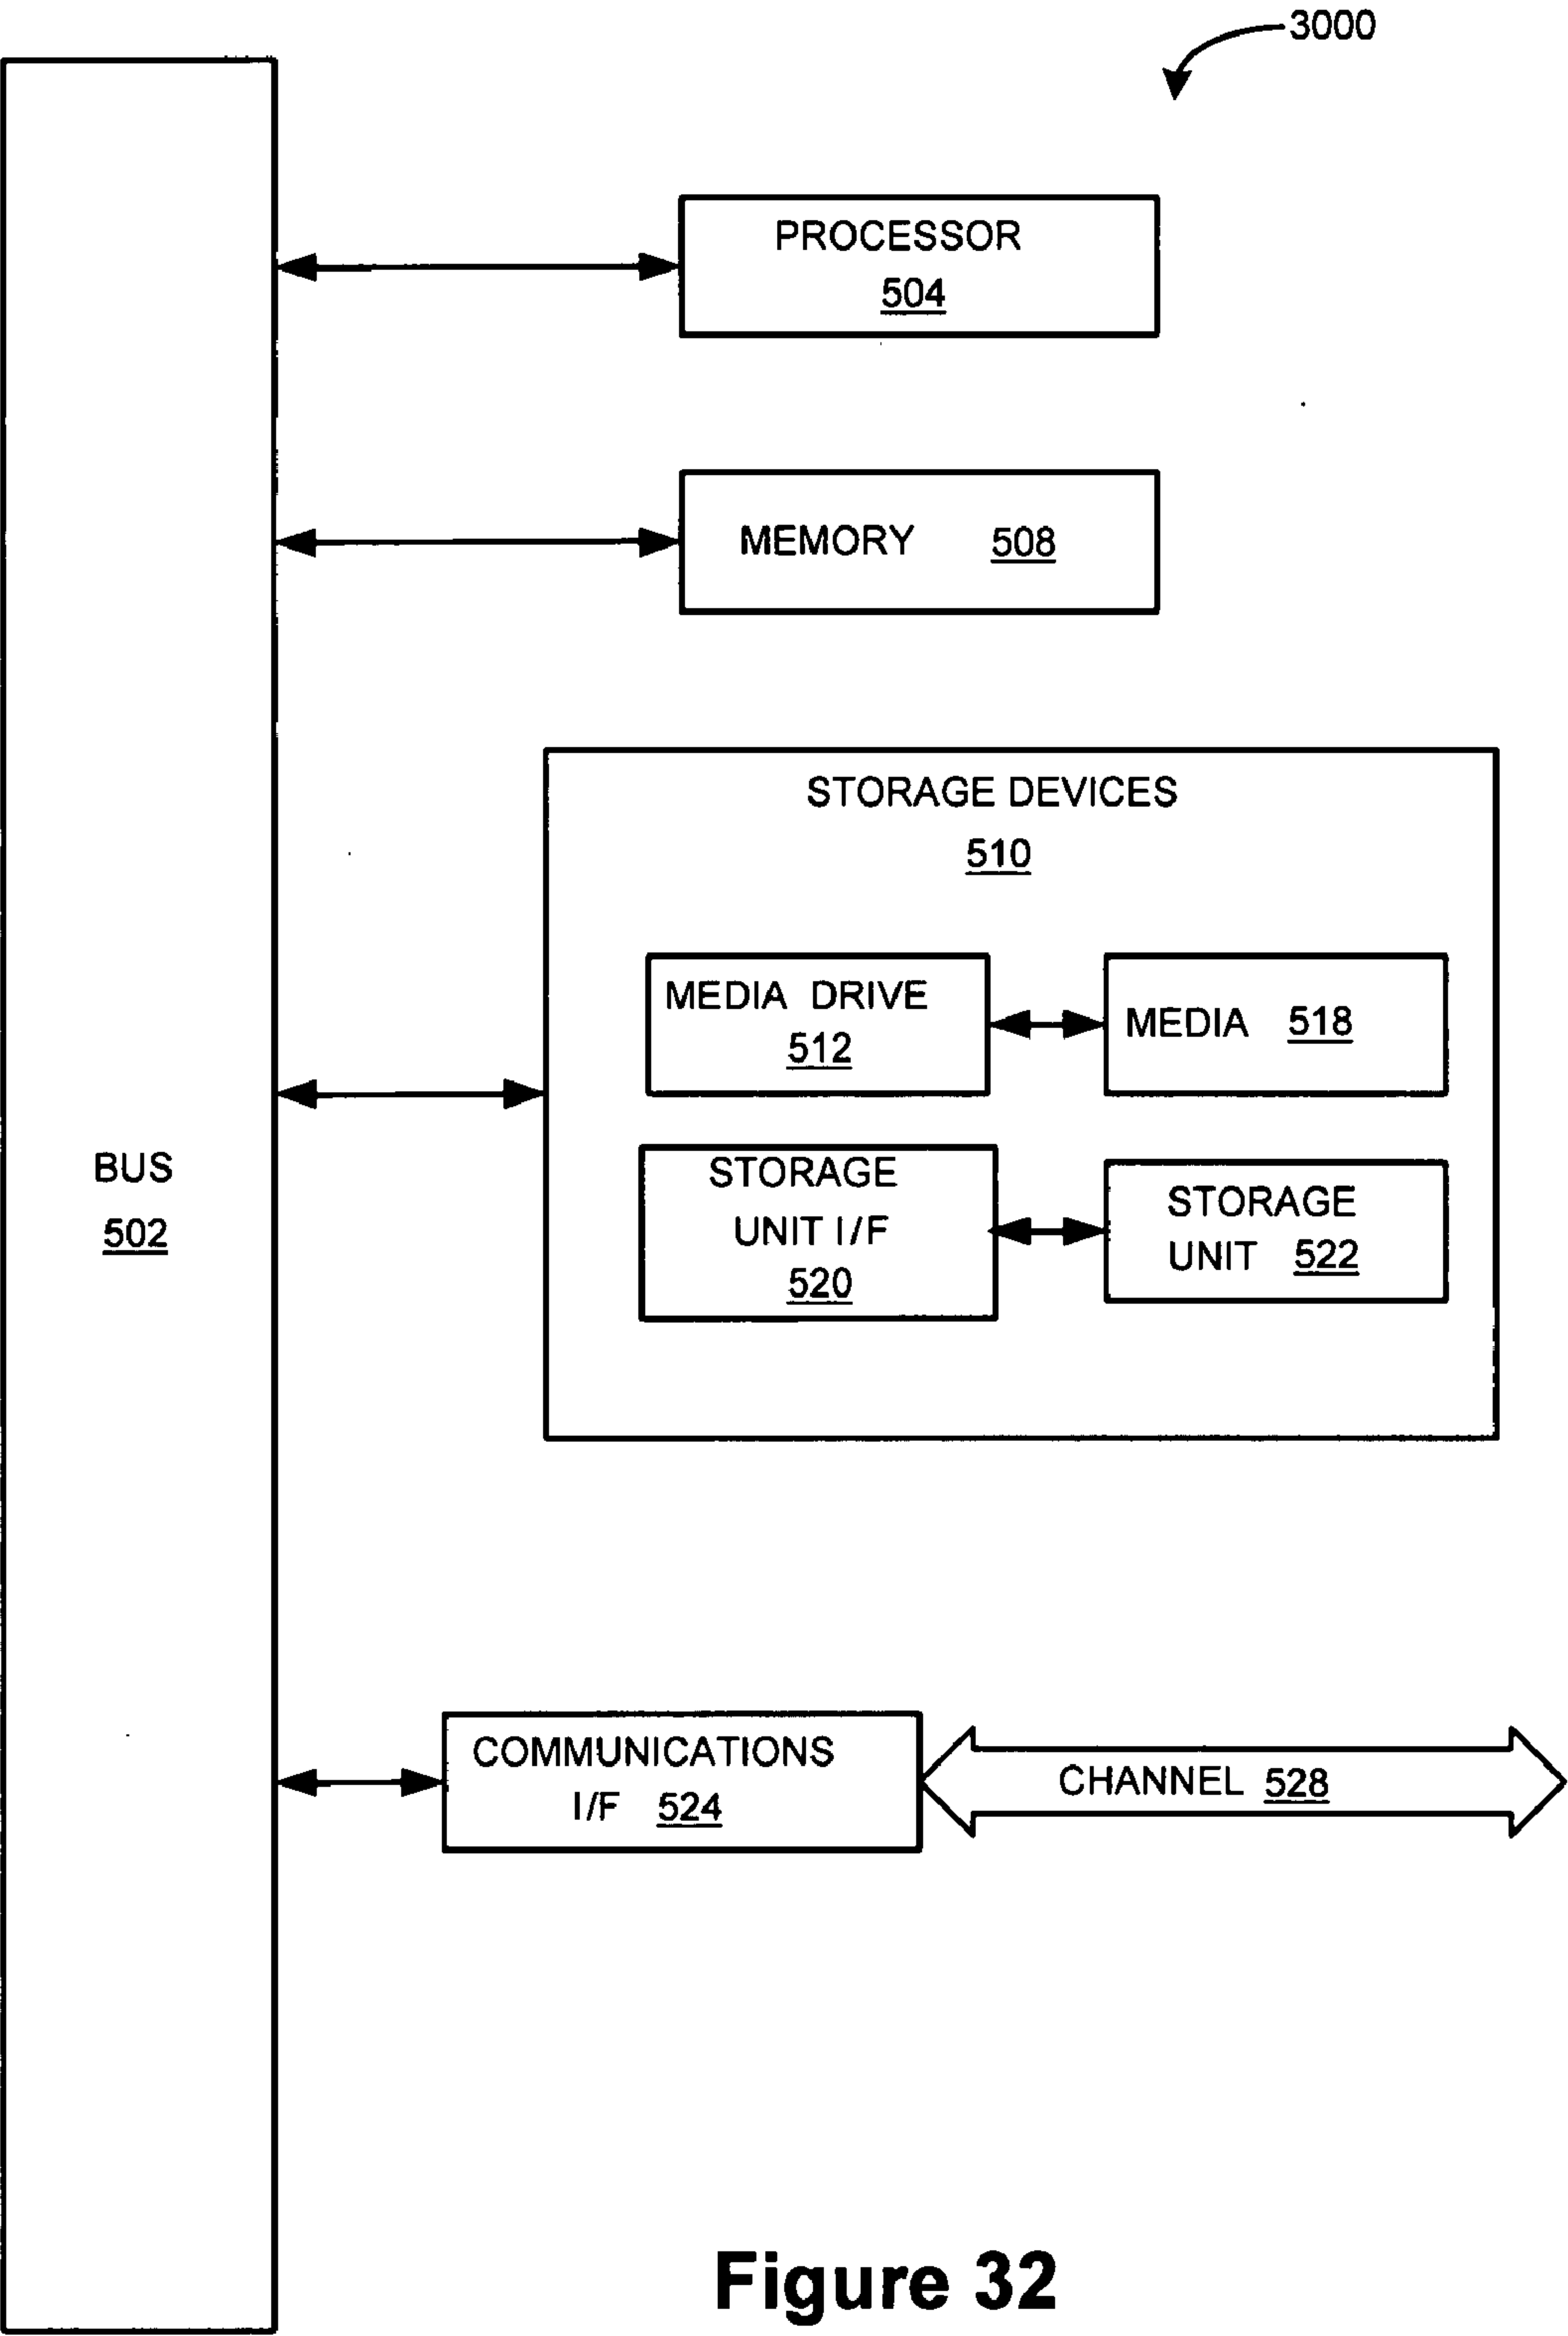 3000
PROCESSOR
504
MEMORY 508
STORAGE DEVICES
510
MEDIA DRIVE
512
MEDIA 518
BUS
502
STORAGE
UNIT I/F
520
STORAGE
UNIT 522
COMMUNICATIONS
I/F 524
CHANNEL 528
Figure 32